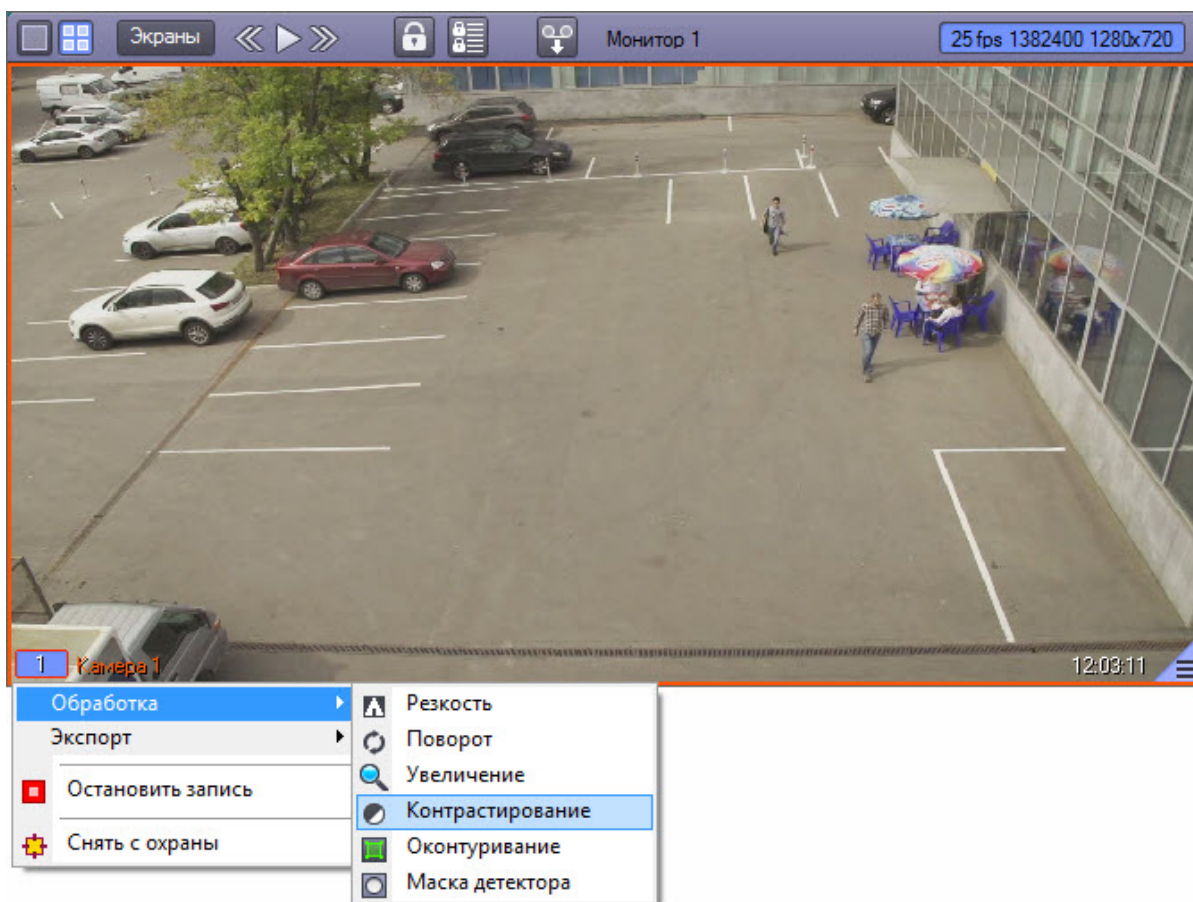 Экраны
Монитор 1
25 fps 1382400 1280x720
1 Камера 1
12:03:11
Обработка
Экспорт
Остановить запись
Снять с охраны
Резкость
Поворот
Увеличение
Контрастирование
Оконтуривание
Маска детектора